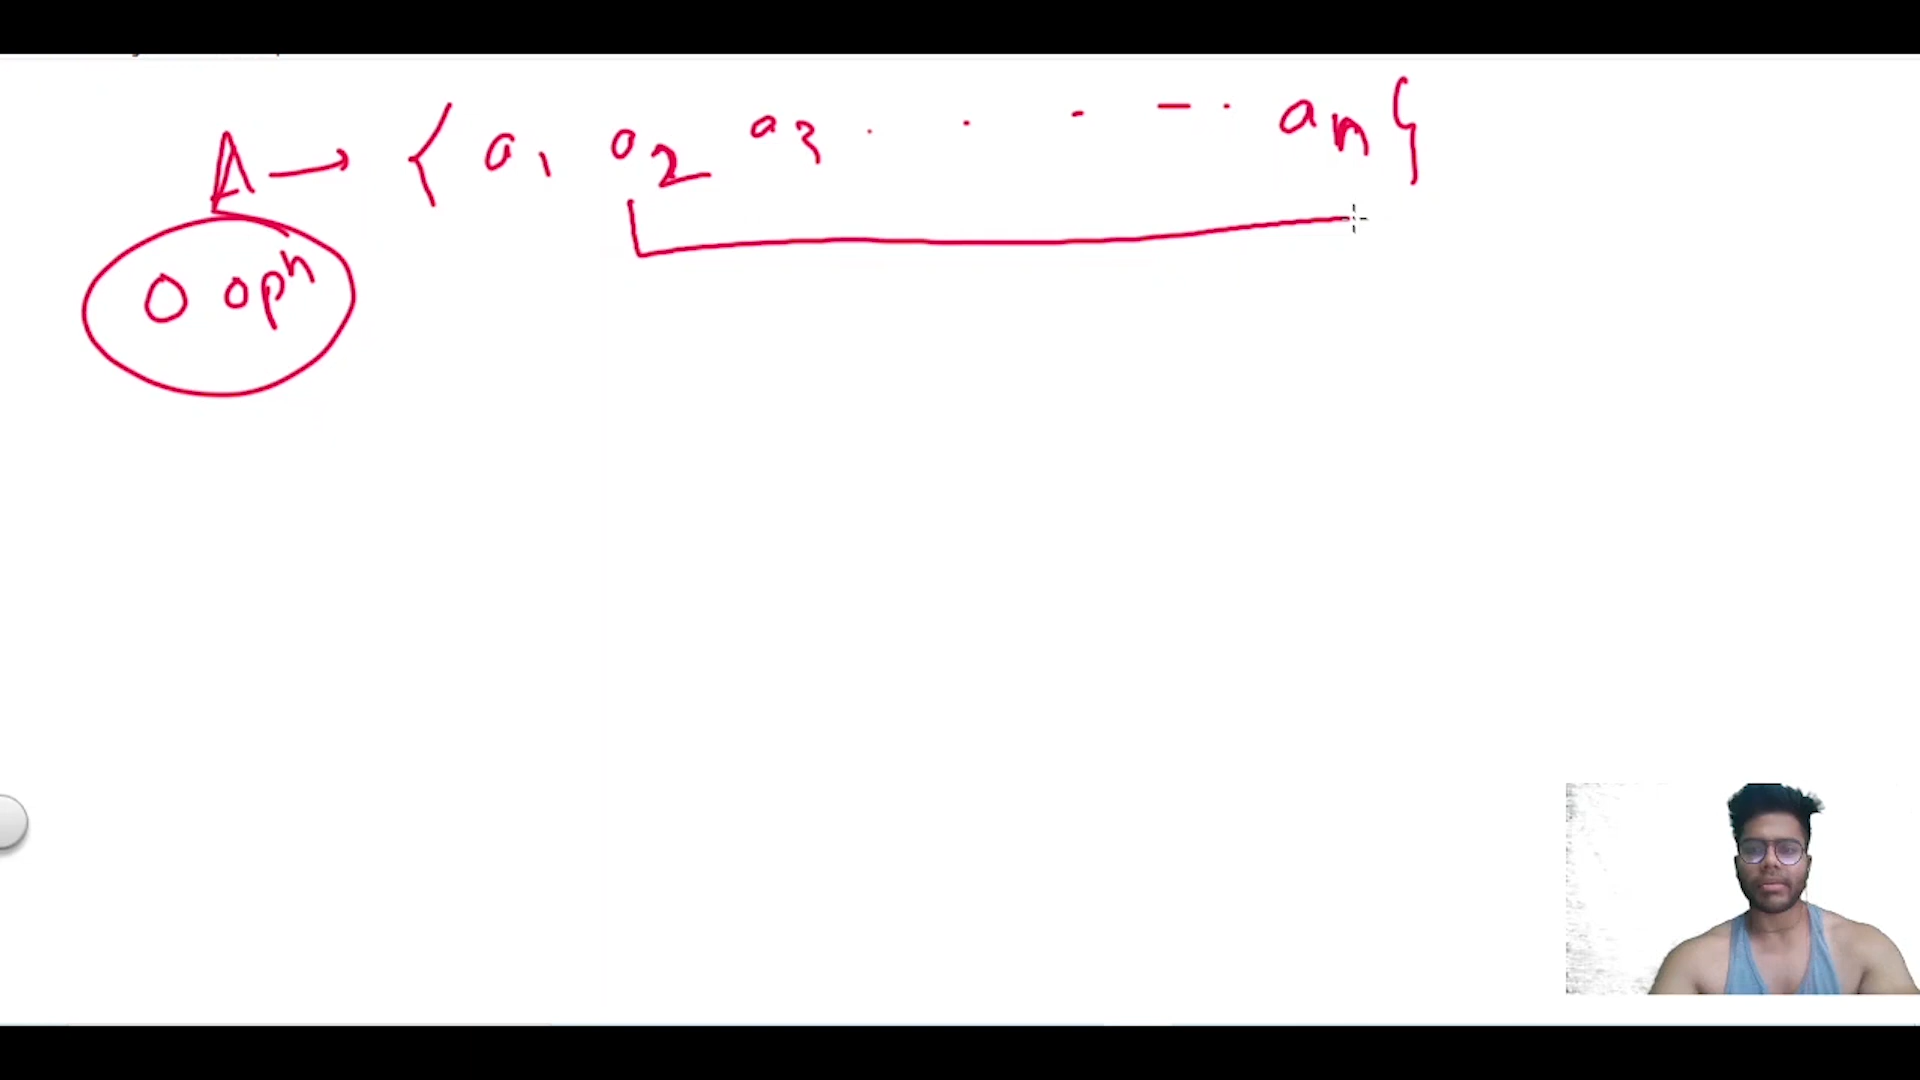 A → { a1 a2 a3 . . . - . an }
0 opn